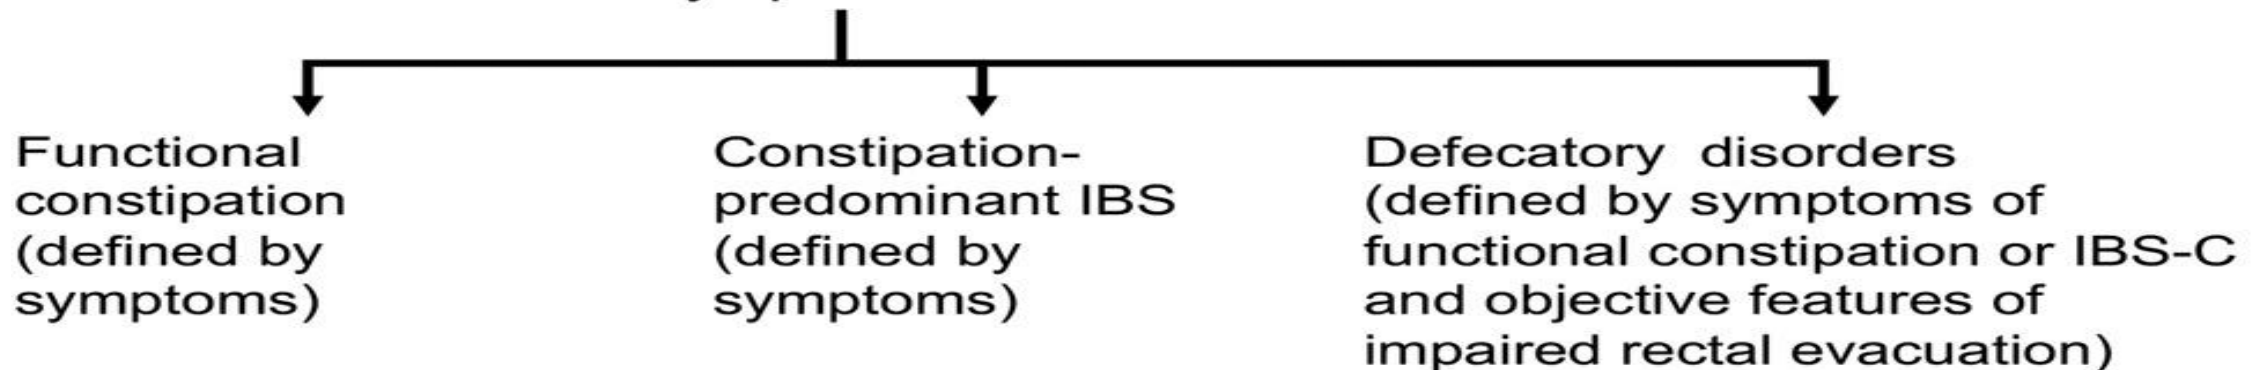 Functional
constipation
(defined by
symptoms)
Constipation-
predominant IBS
(defined by
symptoms)
Defecatory disorders
(defined by symptoms of
functional constipation or IBS-C
and objective features of
impaired rectal evacuation)